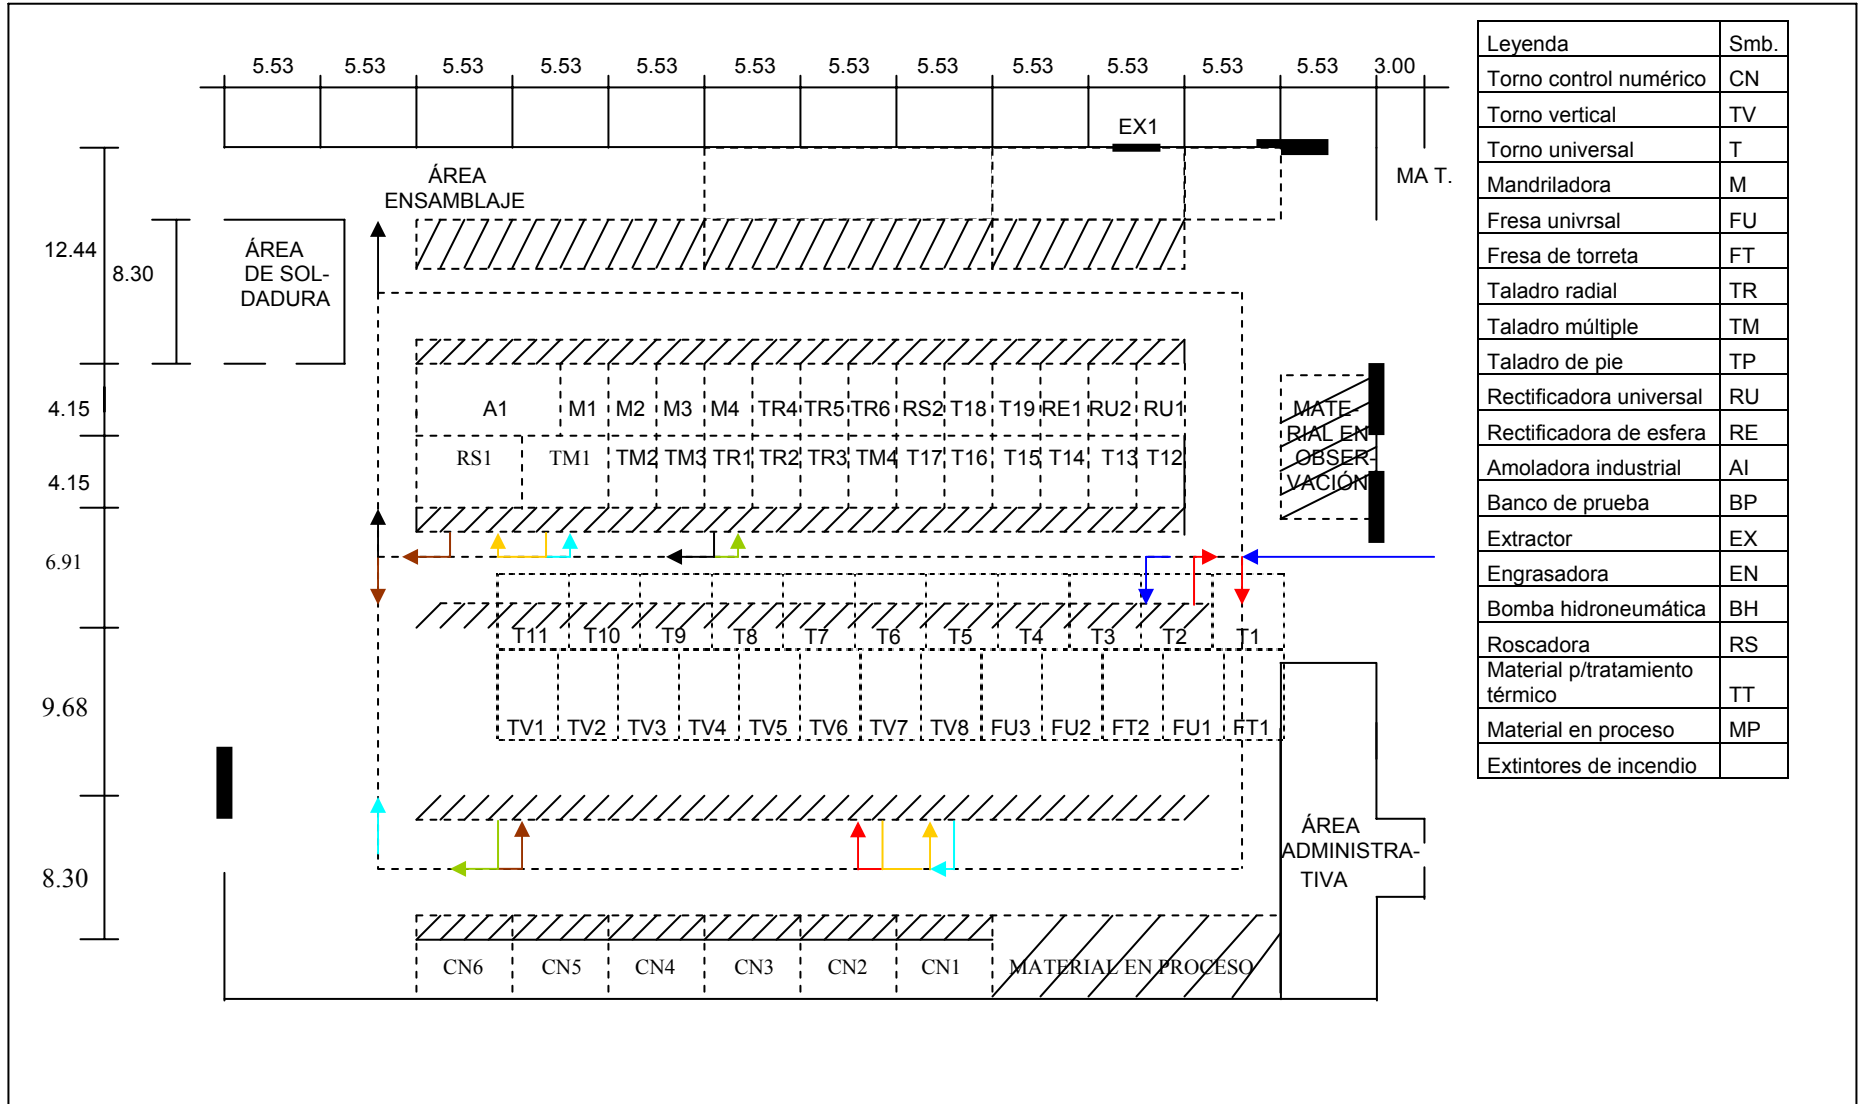 5.53 5.53 5.53 5.53 5.53 5.53 5.53 5.53 5.53 5.53 5.53 5.53 3.00
EX1
ÁREA
ENSAMBLAJE
MA T.
12.44
8.30
ÁREA
DE SOL-
DADURA
4.15
A1 M1 M2 M3 M4 TR4 TR5 TR6 RS2 T18 T19 RE1 RU2 RU1
4.15
RS1 TM1 TM2 TM3 TR1 TR2 TR3 TM4 T17 T16 T15 T14 T13 T12
MATE-
RIAL EN
OBSER-
VACIÓN
6.91
T11 T10 T9 T8 T7 T6 T5 T4 T3 T2 T1
9.68
TV1 TV2 TV3 TV4 TV5 TV6 TV7 TV8 FU3 FU2 FT2 FU1 FT1
ÁREA
ADMINISTRA-
TIVA
8.30
CN6 CN5 CN4 CN3 CN2 CN1 MATERIAL EN PROCESO
Leyenda Smb.
Torno control numérico CN
Torno vertical TV
Torno universal T
Mandriladora M
Fresa univrsal FU
Fresa de torreta FT
Taladro radial TR
Taladro múltiple TM
Taladro de pie TP
Rectificadora universal RU
Rectificadora de esfera RE
Amoladora industrial AI
Banco de prueba BP
Extractor EX
Engrasadora EN
Bomba hidroneumática BH
Roscadora RS
Material p/tratamiento
térmico TT
Material en proceso MP
Extintores de incendio